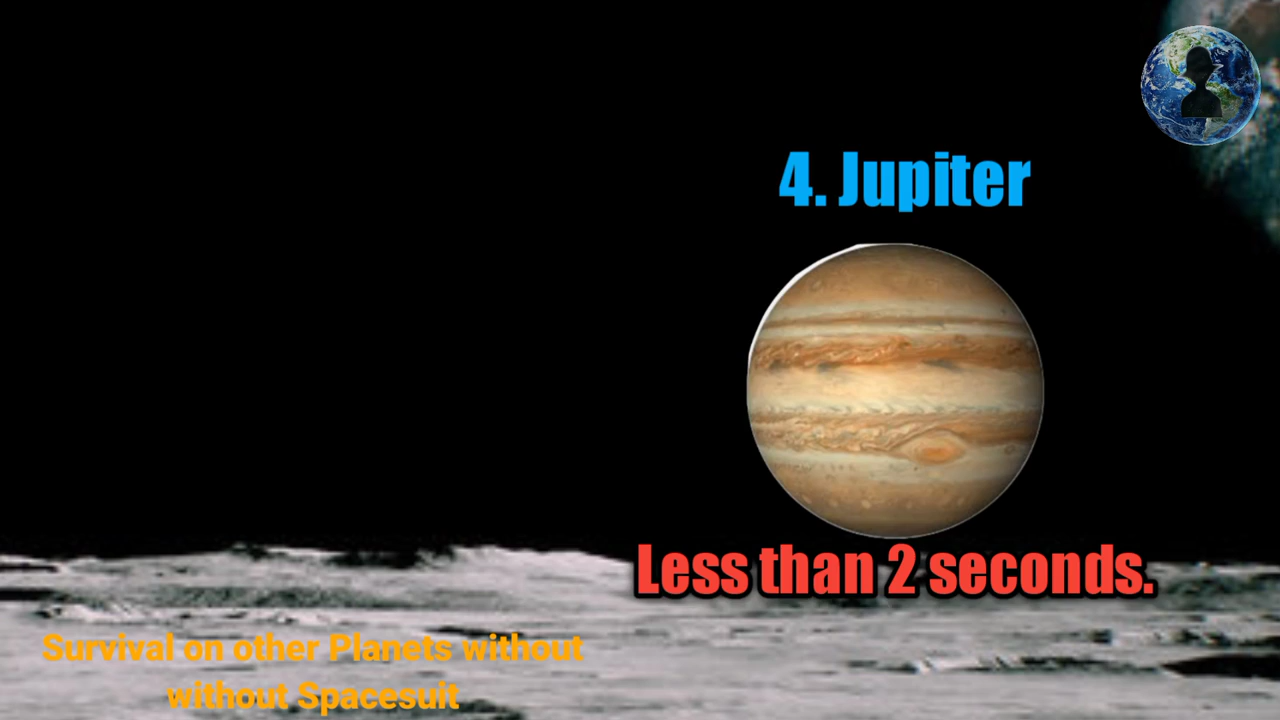 4. Jupiter
Less than 2 seconds.
Survival on other Planets without
without Spacesuit